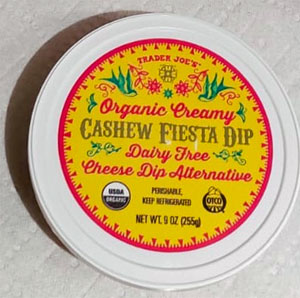 TRADER JOE'S
Organic Creamy
CASHEW FIESTA DIP
Dairy Free
Cheese Dip Alternative
USDA
ORGANIC
PERISHABLE,
KEEP REFRIGERATED
OTCO
NET WT. 9 OZ (255g)